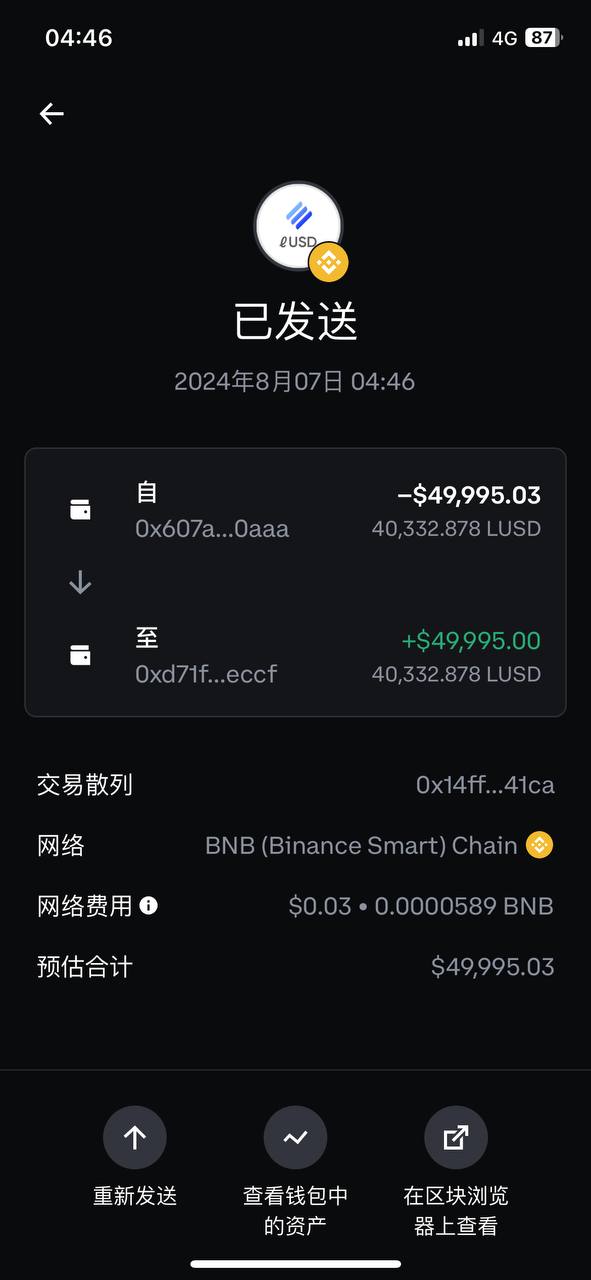 04:46
4G 87
ℓUSD
已发送
2024年8月07日 04:46
自 −$49,995.03
0x607a...0aaa 40,332.878 LUSD
至 +$49,995.00
0xd71f...eccf 40,332.878 LUSD
交易散列 0x14ff...41ca
网络 BNB (Binance Smart) Chain
网络费用 $0.03 • 0.0000589 BNB
预估合计 $49,995.03
重新发送
查看钱包中
的资产
在区块浏览
器上查看